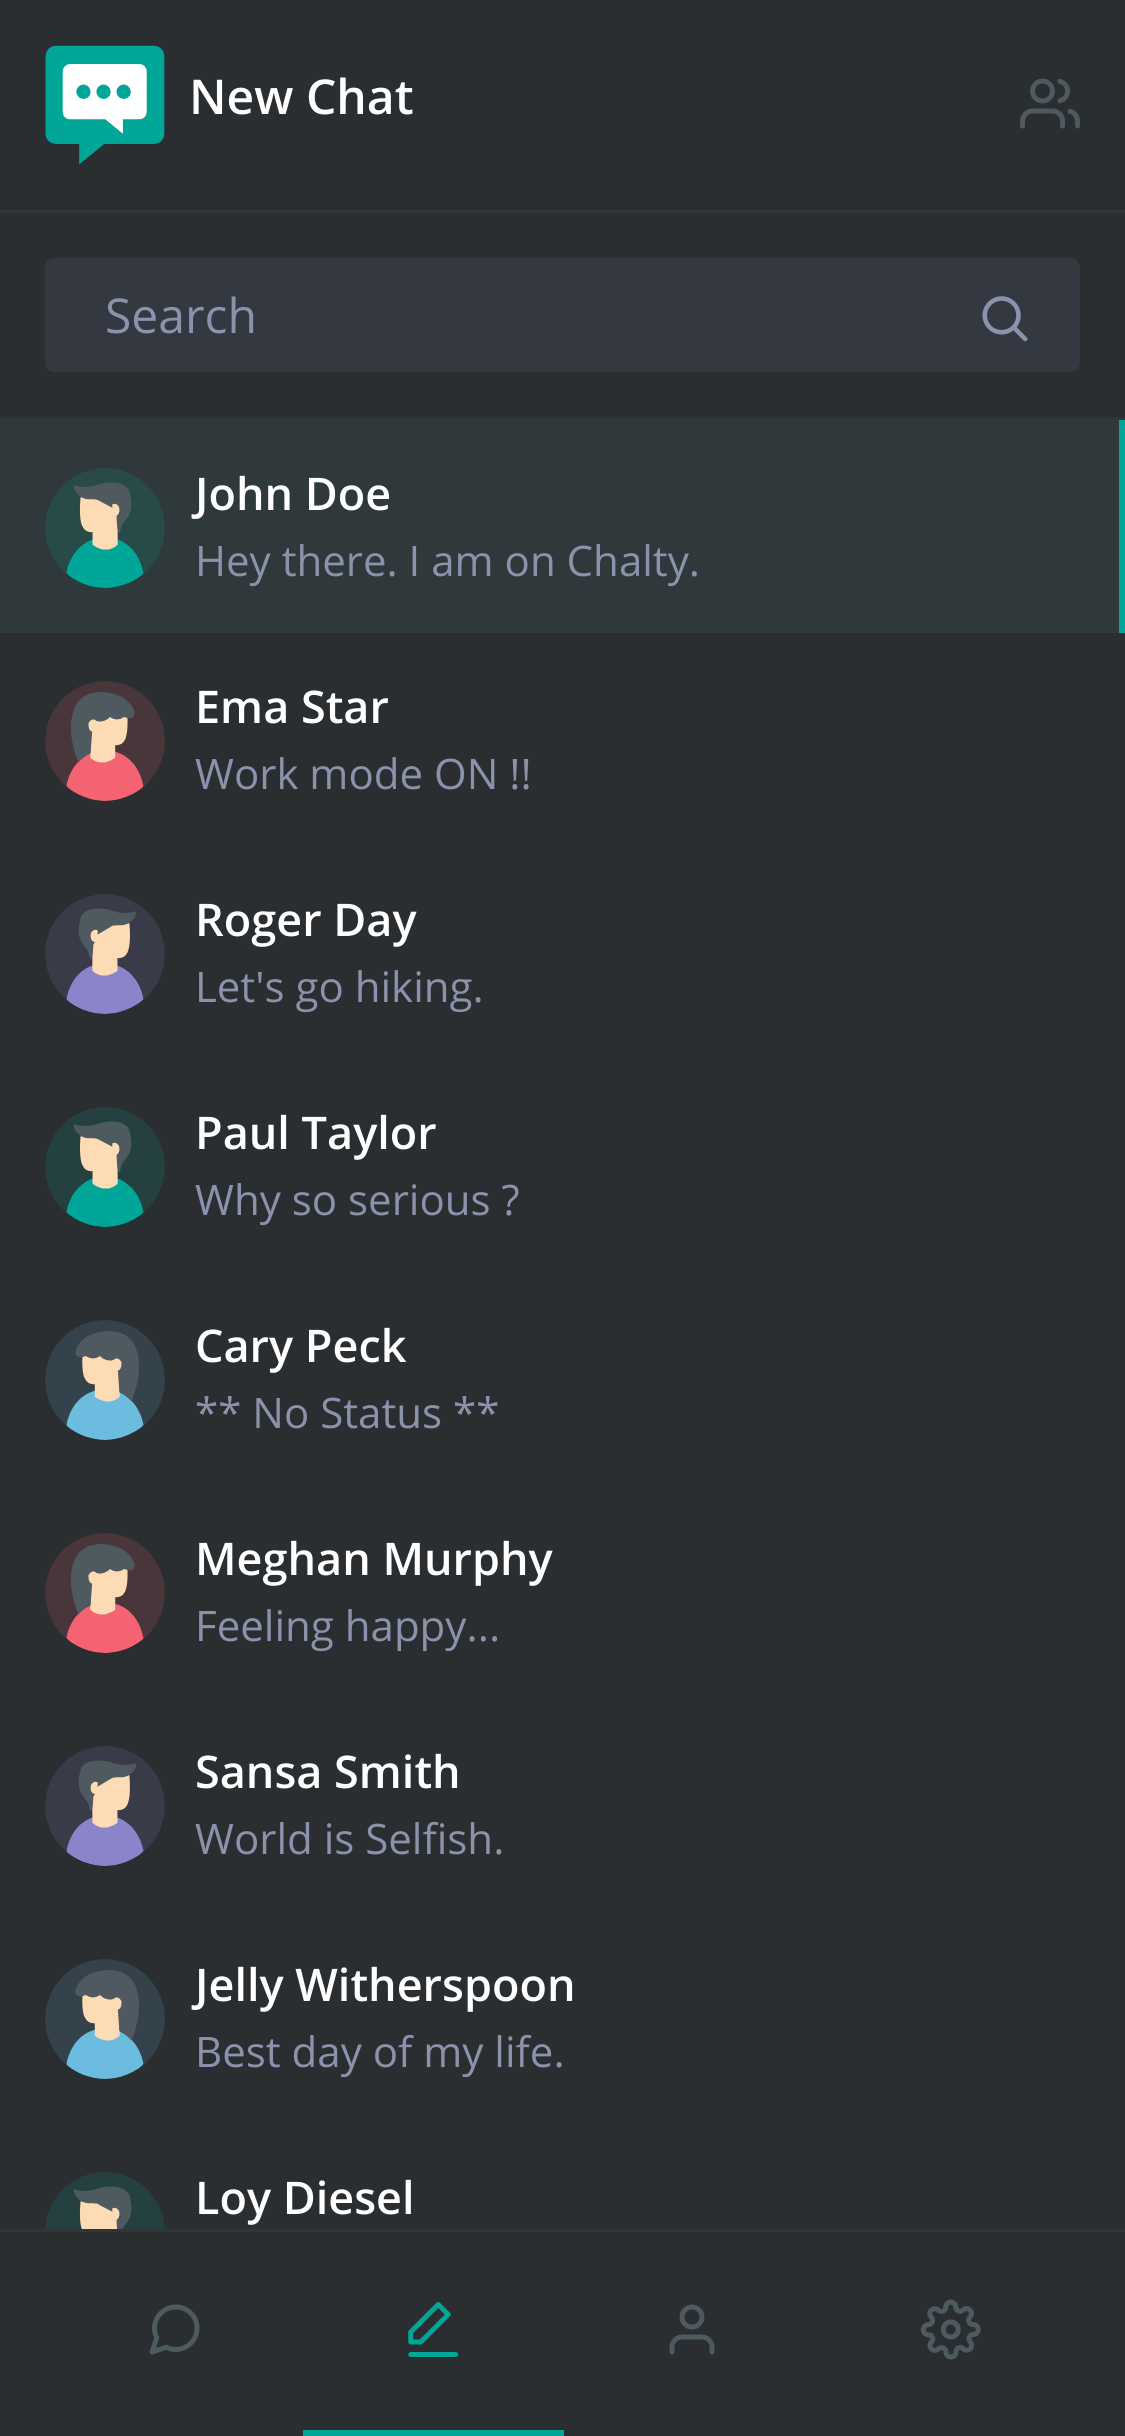 New Chat
Search
John Doe
Hey there. I am on Chalty.
Ema Star
Work mode ON !!
Roger Day
Let's go hiking.
Paul Taylor
Why so serious ?
Cary Peck
** No Status **
Meghan Murphy
Feeling happy...
Sansa Smith
World is Selfish.
Jelly Witherspoon
Best day of my life.
Loy Diesel